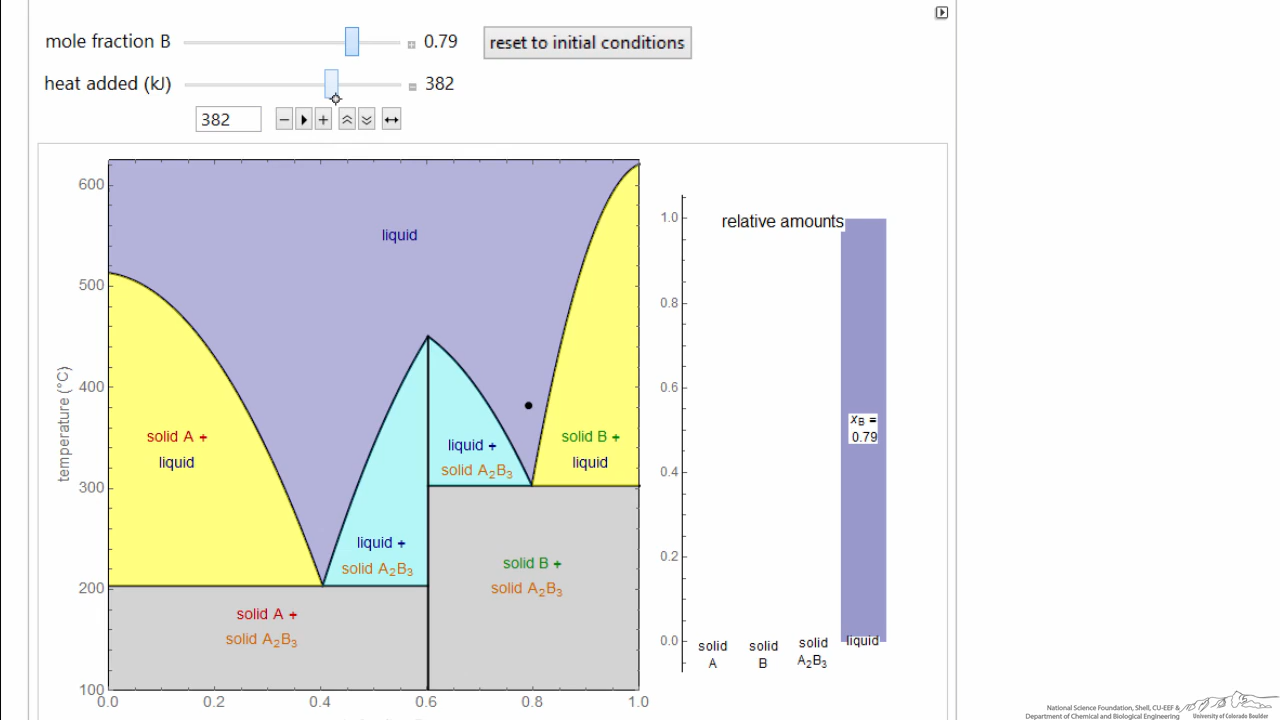 mole fraction B 0.79 reset to initial conditions
heat added (kJ) 382
382
liquid
solid A +
liquid
liquid +
solid A2B3
liquid +
solid A2B3
solid B +
liquid
solid A +
solid A2B3
solid B +
solid A2B3
temperature (°C)
600
500
400
300
200
100
0.0 0.2 0.4 0.6 0.8 1.0
relative amounts
1.0
0.8
0.6
0.4
0.2
0.0
xB =
0.79
solid
A
solid
B
solid
A2B3
liquid
National Science Foundation, Shell, CU-EEF &
Department of Chemical and Biological Engineering
University of Colorado Boulder